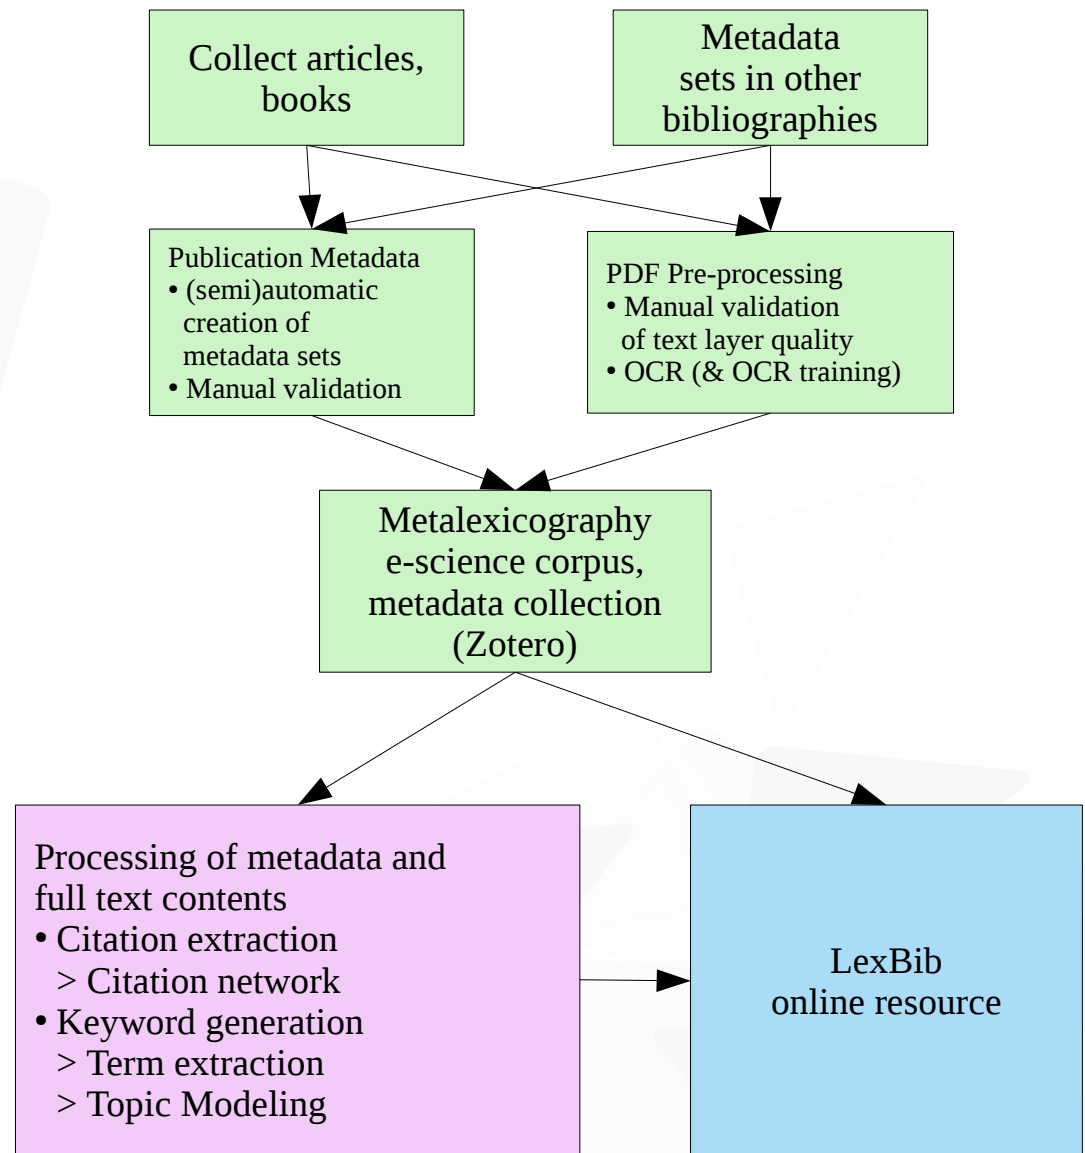 Collect articles,
books
Metadata
sets in other
bibliographies
Publication Metadata
• (semi)automatic
creation of
metadata sets
• Manual validation
PDF Pre-processing
• Manual validation
of text layer quality
• OCR (& OCR training)
Metalexicography
e-science corpus,
metadata collection
(Zotero)
Processing of metadata and
full text contents
• Citation extraction
> Citation network
• Keyword generation
> Term extraction
> Topic Modeling
LexBib
online resource